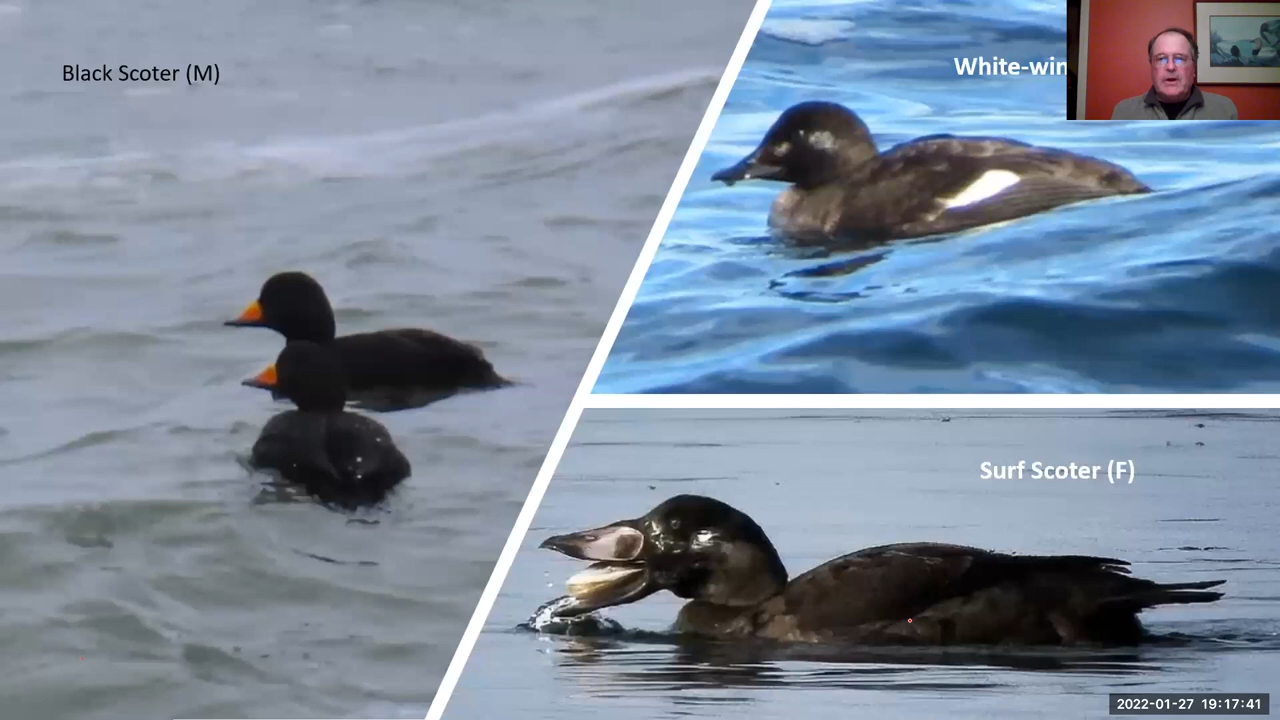 Black Scoter (M)
White-win
Surf Scoter (F)
2022-01-27 19:17:41